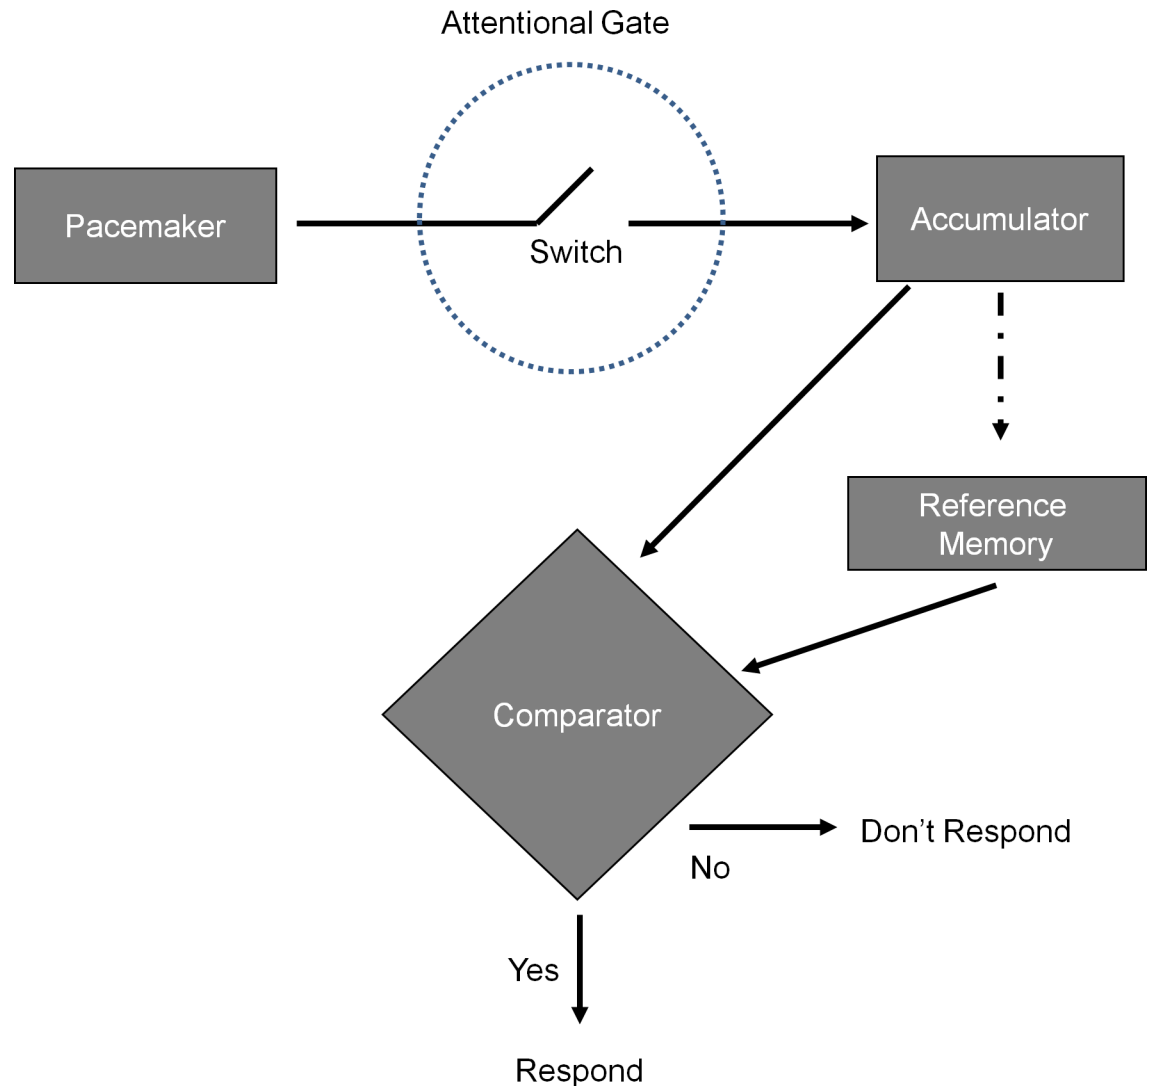 Attentional Gate
Pacemaker
Switch
Accumulator
Reference
Memory
Comparator
Don’t Respond
No
Yes
Respond